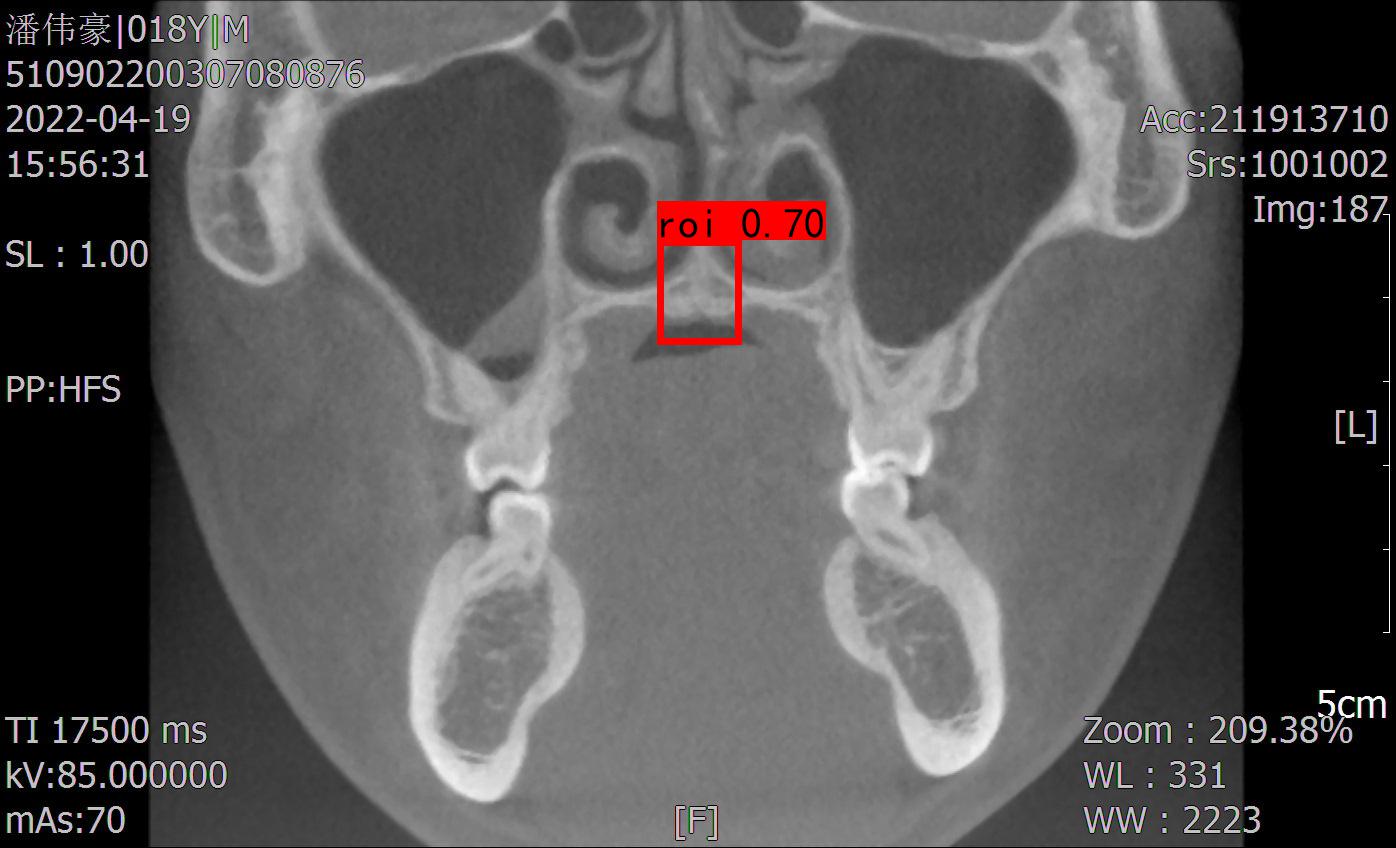 潘伟豪|018Y|M
510902200307080876
2022-04-19
15:56:31
SL : 1.00
PP:HFS
Acc:211913710
Srs:1001002
Img:187
roi 0.70
[L]
5cm
TI 17500 ms
kV:85.000000
mAs:70
[F]
Zoom : 209.38%
WL : 331
WW : 2223